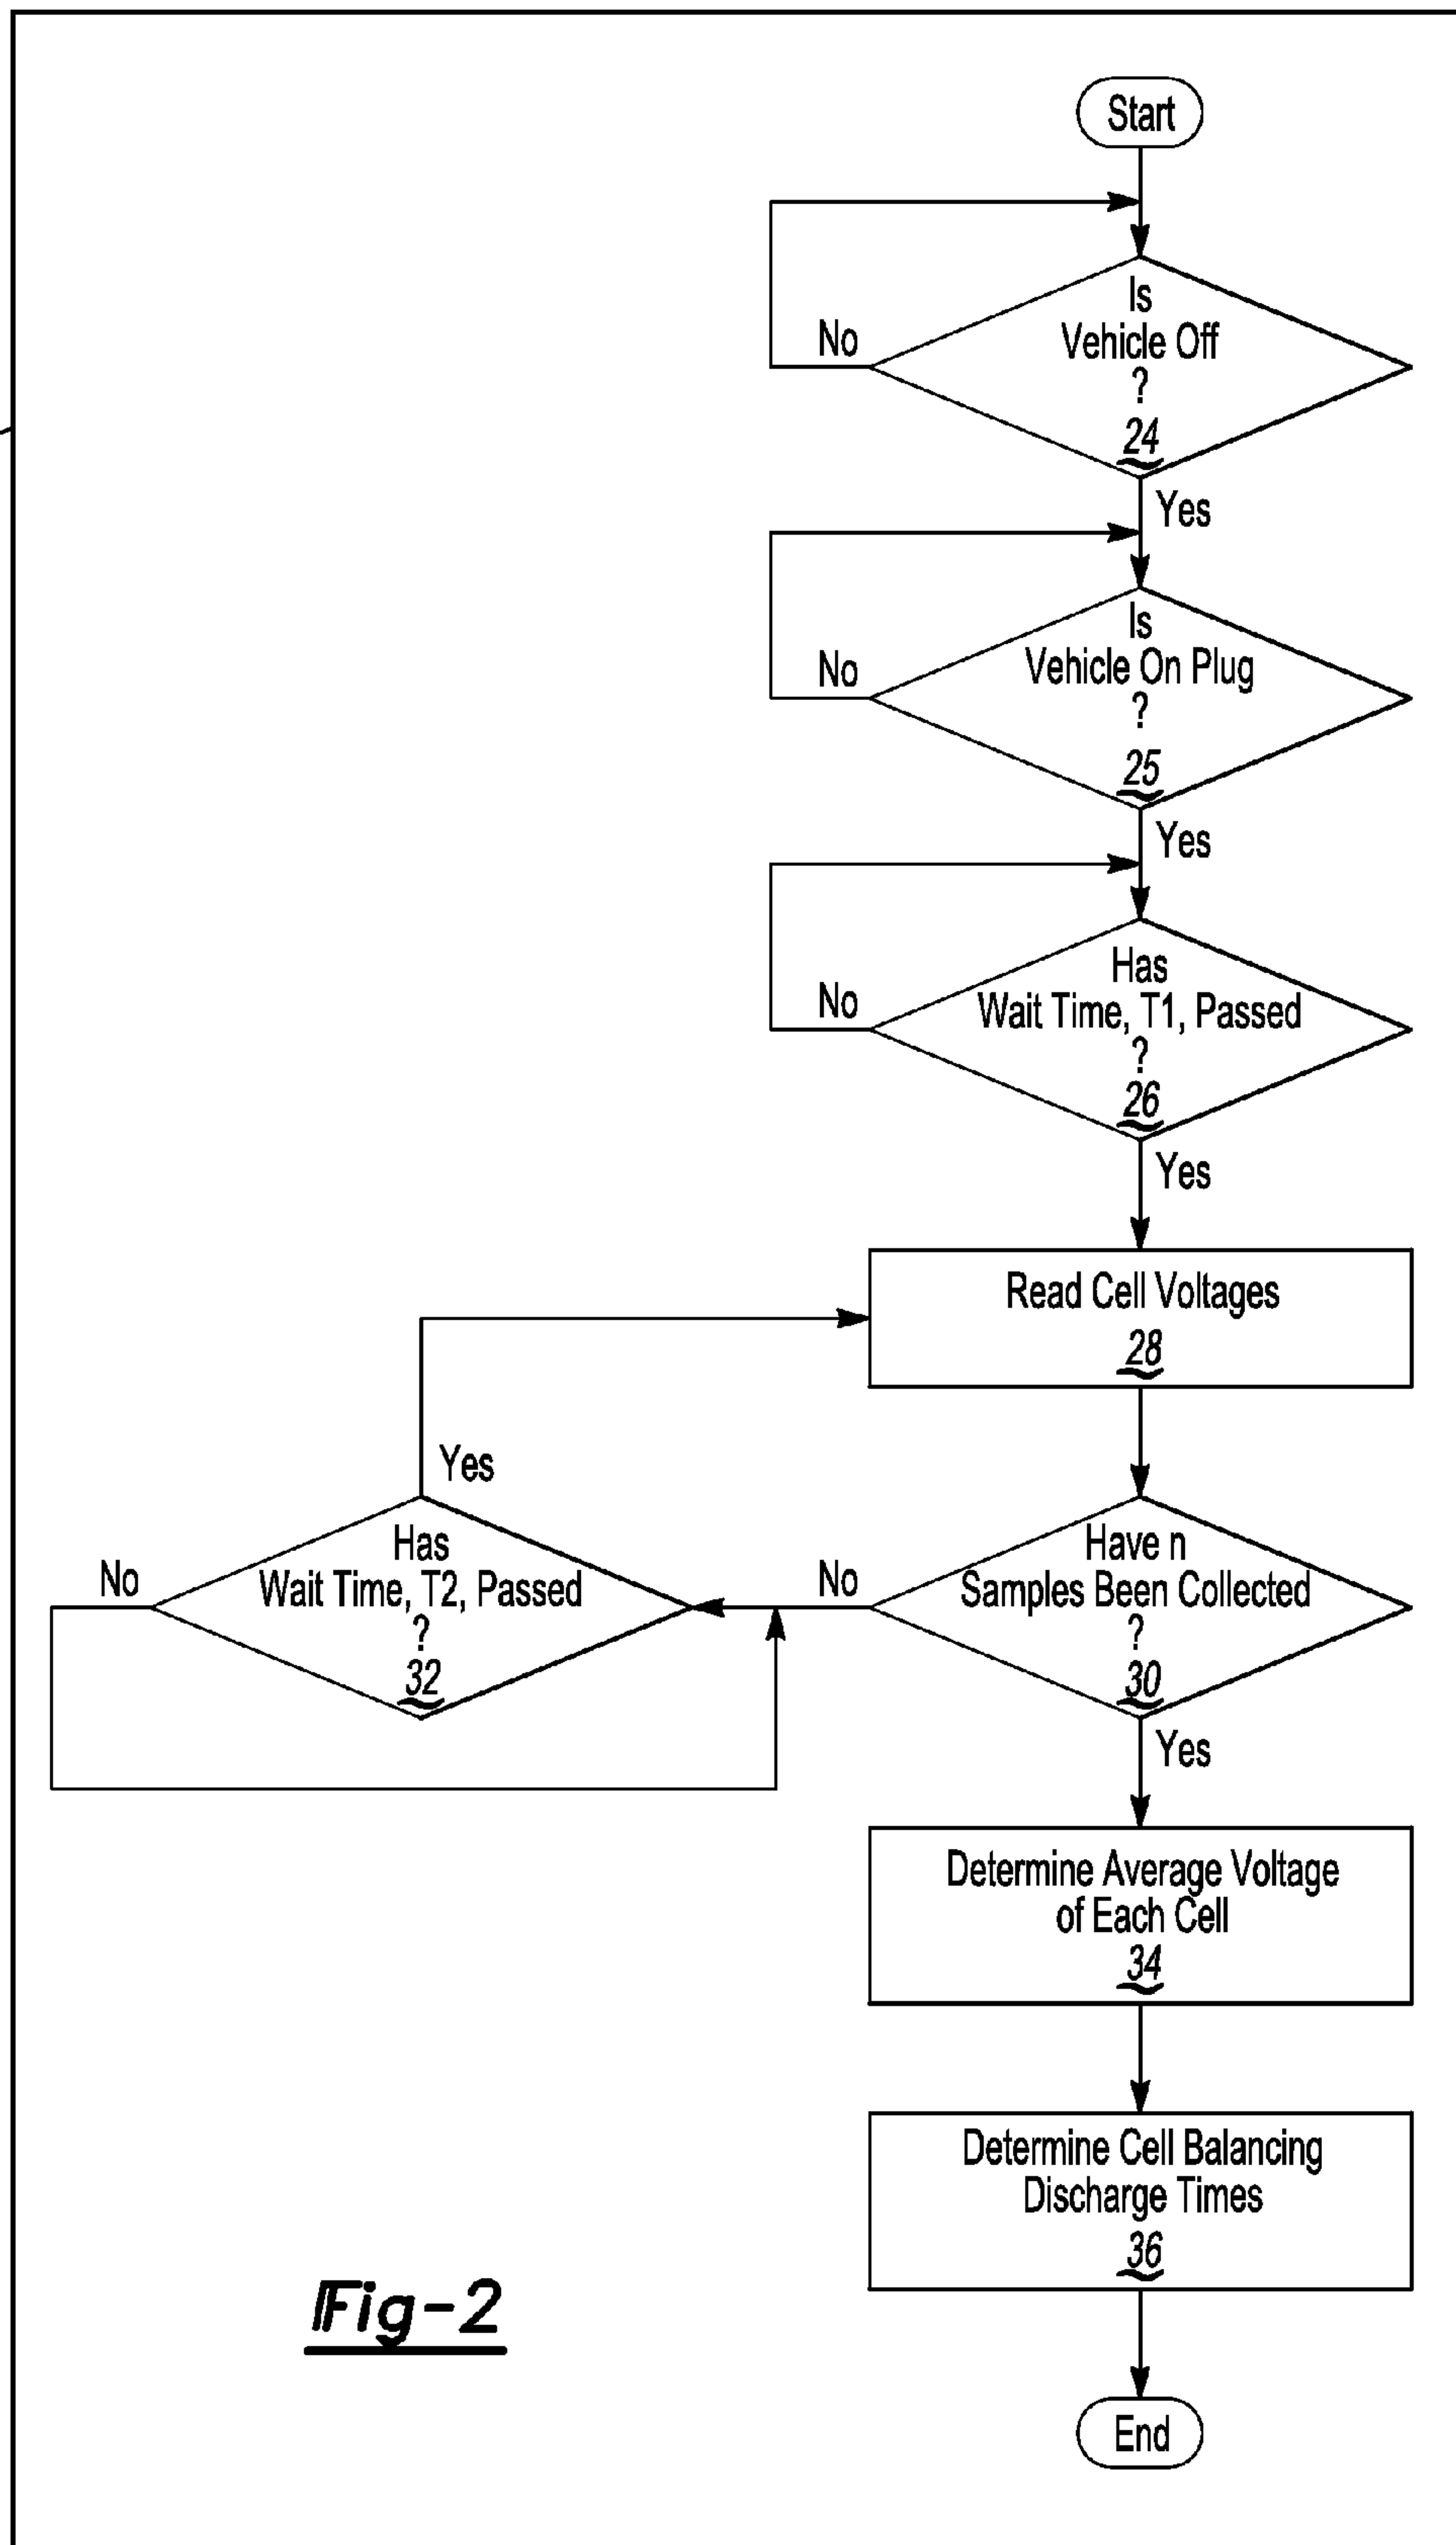 Start
Is
Vehicle Off
?
24
No
Yes
Is
Vehicle On Plug
?
25
No
Yes
Has
Wait Time, T1, Passed
?
26
No
Yes
Read Cell Voltages
28
Yes
Has
Wait Time, T2, Passed
?
32
No
Have n
Samples Been Collected
?
30
No
Yes
Determine Average Voltage
of Each Cell
34
Determine Cell Balancing
Discharge Times
36
End
Fig-2